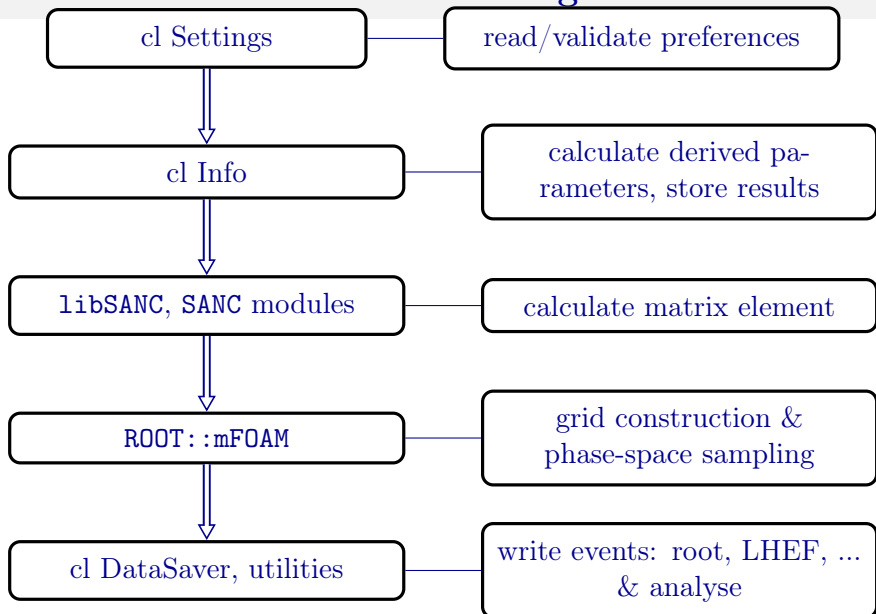 cl Settings
read/validate preferences
cl Info
calculate derived pa-
rameters, store results
libSANC, SANC modules
calculate matrix element
ROOT::mFOAM
grid construction &
phase-space sampling
cl DataSaver, utilities
write events: root, LHEF, ...
& analyse